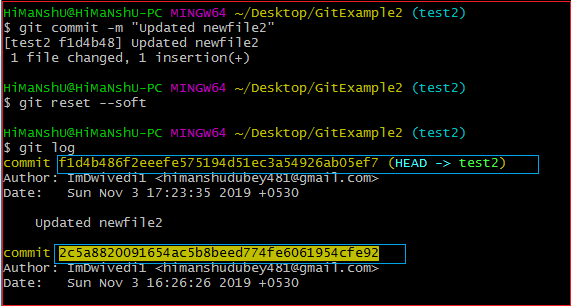 HiMaNshU@HiMaNshU-PC MINGW64 ~/Desktop/GitExample2 (test2)
$ git commit -m "Updated newfile2"
[test2 f1d4b48] Updated newfile2
 1 file changed, 1 insertion(+)
HiMaNshU@HiMaNshU-PC MINGW64 ~/Desktop/GitExample2 (test2)
$ git reset --soft
HiMaNshU@HiMaNshU-PC MINGW64 ~/Desktop/GitExample2 (test2)
$ git log
commit f1d4b486f2eeefe575194d51ec3a54926ab05ef7 (HEAD -> test2)
Author: ImDwivedi1 <himanshudubey481@gmail.com>
Date:   Sun Nov 3 17:23:35 2019 +0530
    Updated newfile2
commit 2c5a8820091654ac5b8beed774fe6061954cfe92
Author: ImDwivedi1 <himanshudubey481@gmail.com>
Date:   Sun Nov 3 16:26:26 2019 +0530